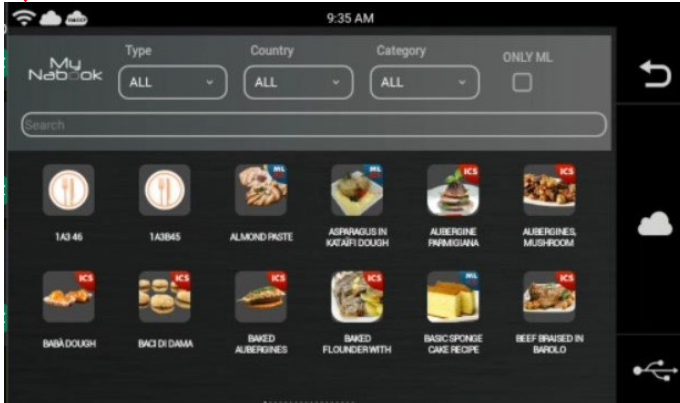 9:35 AM
My
Nabook
Type
Country
Category
ONLY ML
ALL
ALL
ALL
Search
ML
ICS
ICS
1A3 46
1A3B45
ALMOND PASTE
ASPARAGUS IN
KATAÏFI DOUGH
AUBERGINE
PARMIGIANA
AUBERGINES,
MUSHROOM
ICS
ICS
ICS
ICS
ML
ICS
BABÀ DOUGH
BACI DI DAMA
BAKED
AUBERGINES
BAKED
FLOUNDER WITH
BASIC SPONGE
CAKE RECIPE
BEEF BRAISED IN
BAROLO